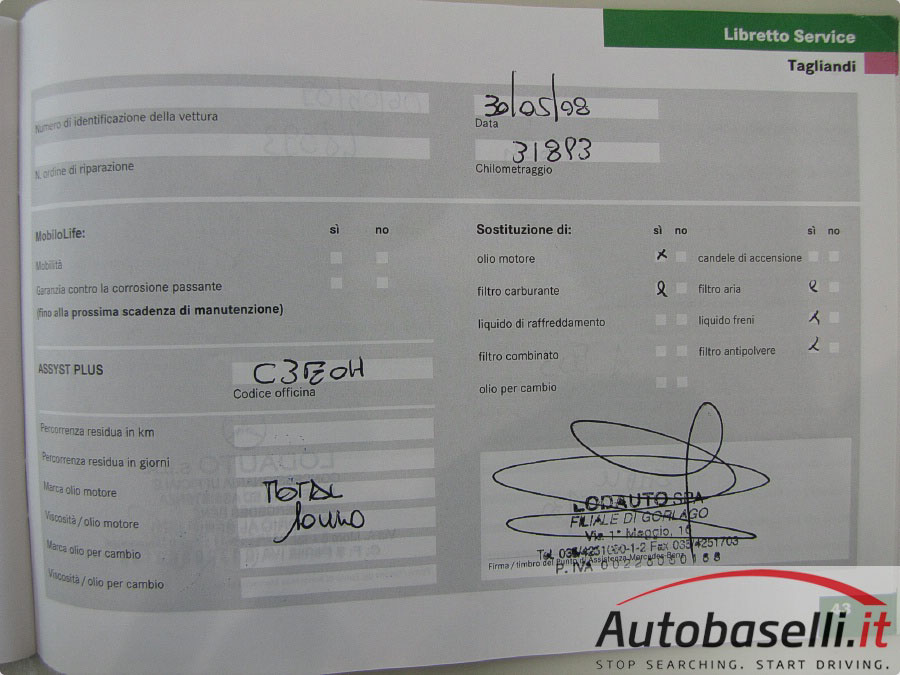 Libretto Service
Tagliandi
Numero di identificazione della vettura
30/05/08
Data
N. ordine di riparazione
31893
Chilometraggio
MobiloLife:
sì no
Mobilità
Garanzia contro la corrosione passante
(fino alla prossima scadenza di manutenzione)
Sostituzione di:
sì no
sì no
olio motore
candele di accensione
filtro carburante
filtro aria
liquido di raffreddamento
liquido freni
filtro combinato
filtro antipolvere
olio per cambio
ASSYST PLUS
Codice officina
Percorrenza residua in km
Percorrenza residua in giorni
Marca olio motore
TOTAL
Viscosità / olio motore
Marca olio per cambio
Viscosità / olio per cambio
LODAUTO SPA
FILIALE DI GORLAGO
Via 1° Maggio,
Firma / timbro del punto di Assistenza Mercedes-Benz
P. IVA
43
Autobaselli.it
STOP SEARCHING. START DRIVING.